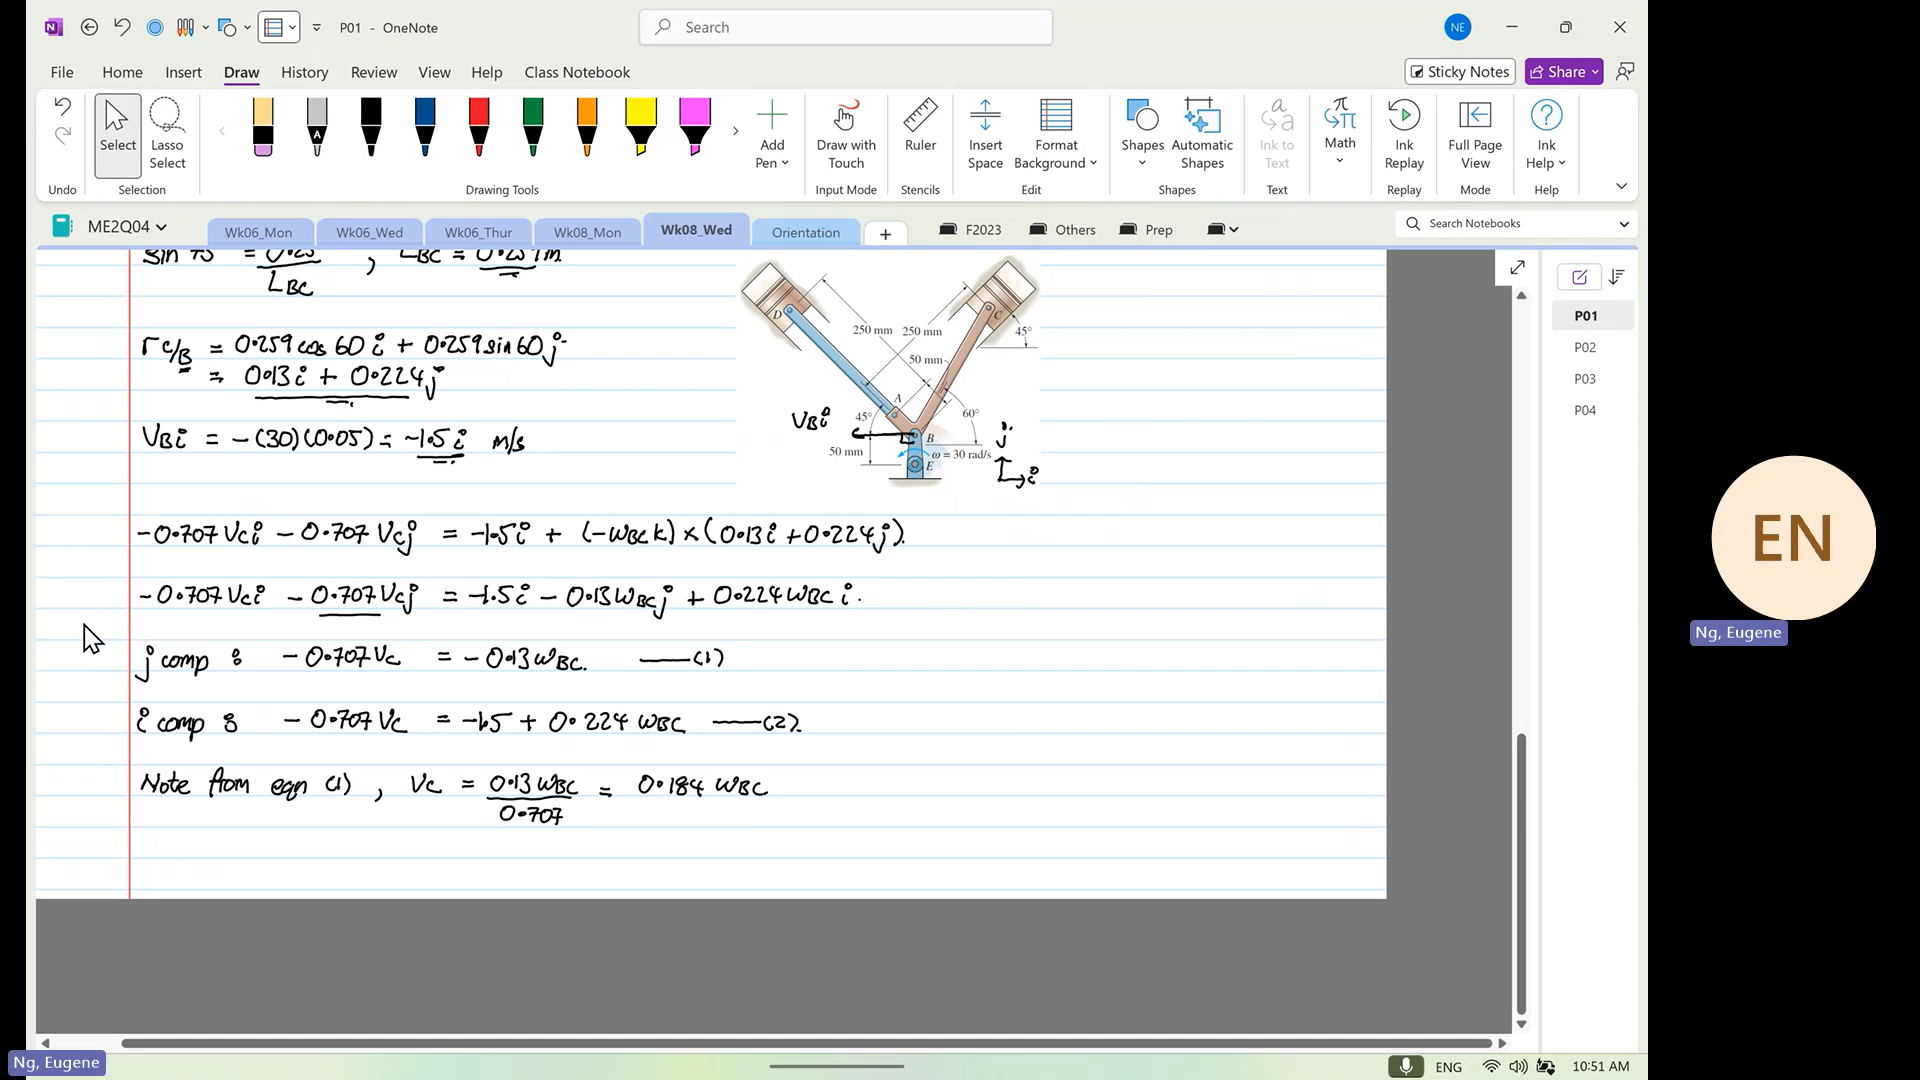 P01 - OneNote
Search
NE
File Home Insert Draw History Review View Help Class Notebook
Sticky Notes
Share
Select
Lasso Select
Add Pen
Draw with Touch
Ruler
Insert Space
Format Background
Shapes
Automatic Shapes
Ink to Text
Math
Ink Replay
Full Page View
Ink Help
Undo
Selection
Drawing Tools
Input Mode
Stencils
Edit
Shapes
Text
Replay
Mode
Help
ME2Q04
Wk06_Mon
Wk06_Wed
Wk06_Thur
Wk08_Mon
Wk08_Wed
Orientation
F2023
Others
Prep
Search Notebooks
P01
P02
P03
P04
LBC
rC/B = 0.259 cos 60 i + 0.259 sin 60 j
= 0.13 i + 0.224 j
VB i = -(30)(0.05) = -1.5 i m/s
D
C
250 mm 250 mm
45°
50 mm
A
45°
60°
VB i
B
50 mm
ω = 30 rad/s
E
j
i
-0.707 VC i - 0.707 VC j = -1.5 i + (-ωBC k) × (0.13 i + 0.224 j).
-0.707 VC i - 0.707 VC j = -1.5 i - 0.13 ωBC j + 0.224 ωBC i.
j comp : -0.707 VC = -0.13 ωBC. ——(1)
i comp : -0.707 VC = -1.5 + 0.224 ωBC ——(2).
Note from eqn (1), VC = 0.13 ωBC / 0.707 = 0.184 ωBC
EN
Ng, Eugene
Ng, Eugene
ENG
10:51 AM